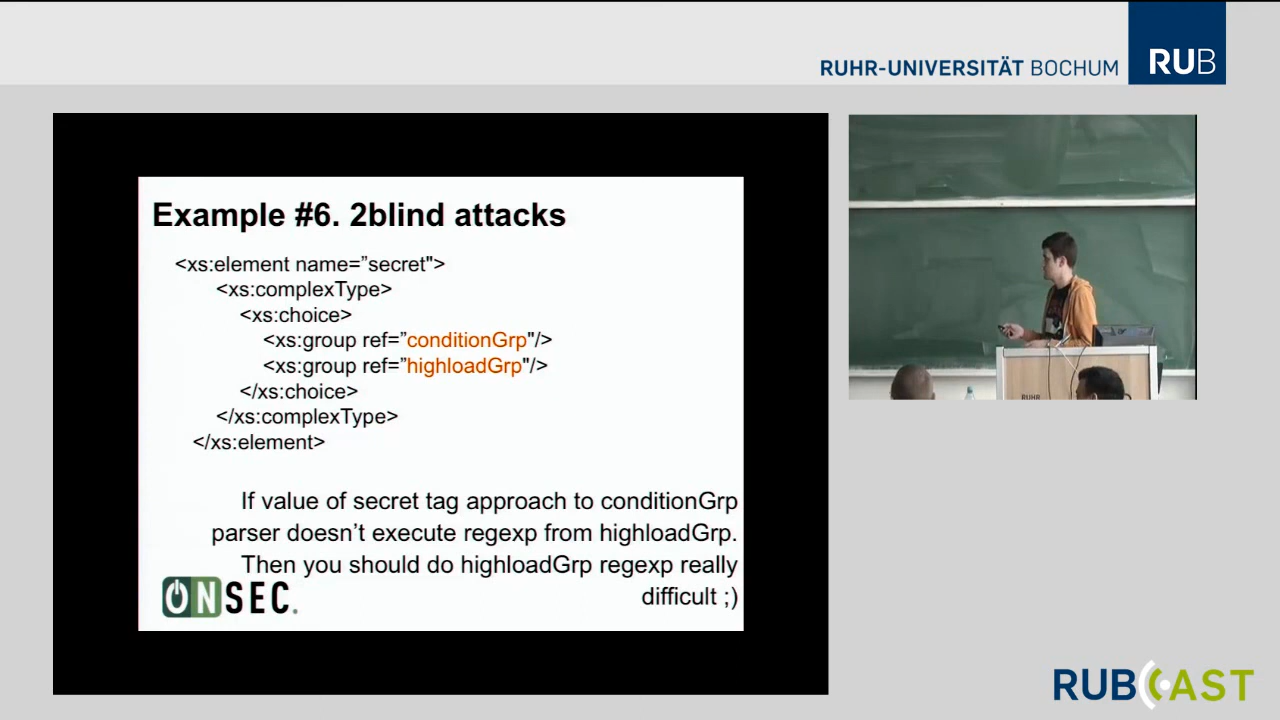 RUHR-UNIVERSITÄT BOCHUM
RUB
Example #6. 2blind attacks
<xs:element name=”secret">
<xs:complexType>
<xs:choice>
<xs:group ref=”conditionGrp"/>
<xs:group ref=”highloadGrp"/>
</xs:choice>
</xs:complexType>
</xs:element>
If value of secret tag approach to conditionGrp
parser doesn’t execute regexp from highloadGrp.
Then you should do highloadGrp regexp really
difficult ;)
ONSEC.
RUHR
RUBCAST